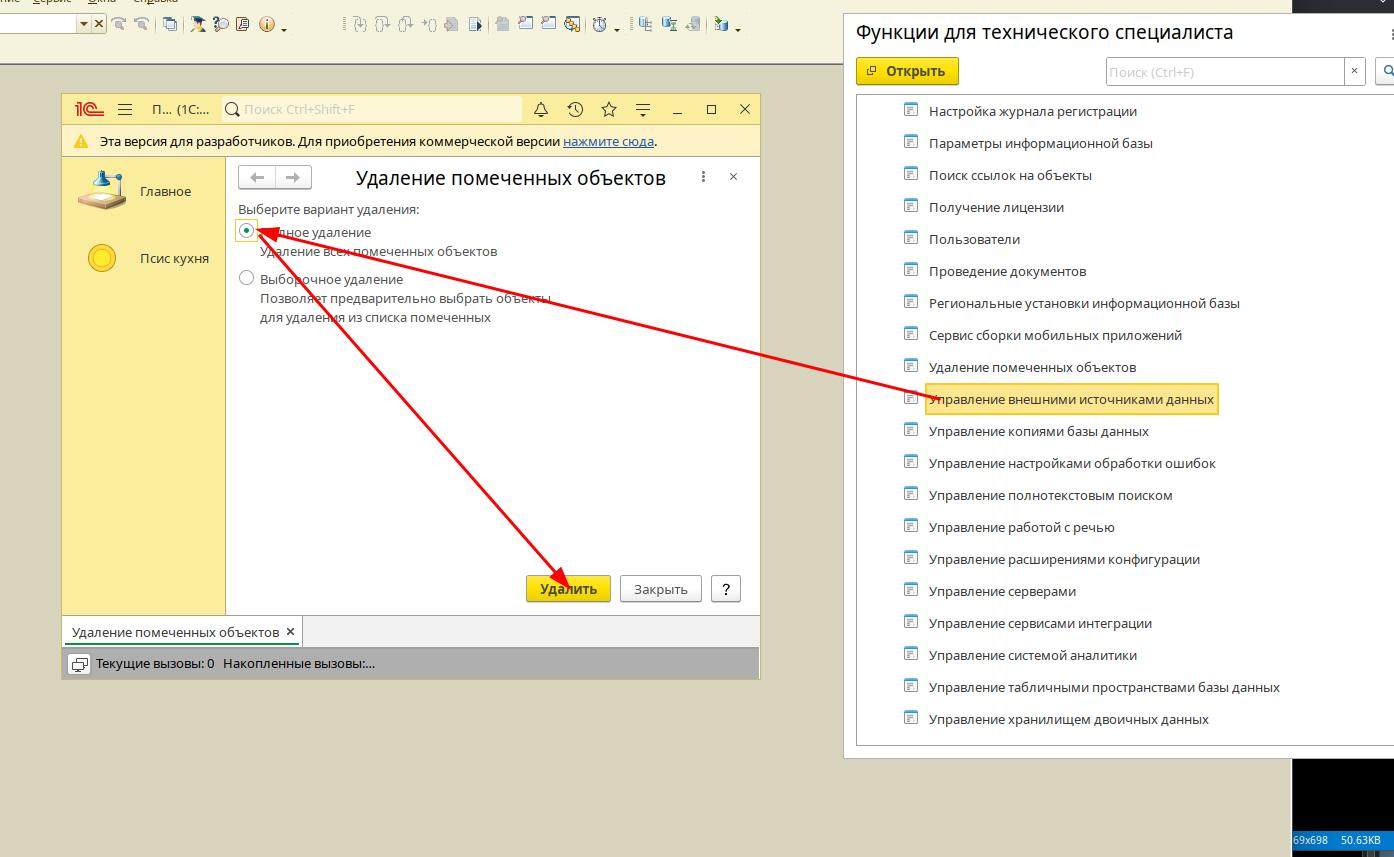 Сервис
Функции для технического специалиста
Открыть
Поиск (Ctrl+F)
×
Настройка журнала регистрации
Параметры информационной базы
Поиск ссылок на объекты
Получение лицензии
Пользователи
Проведение документов
Региональные установки информационной базы
Сервис сборки мобильных приложений
Удаление помеченных объектов
Управление внешними источниками данных
Управление копиями базы данных
Управление настройками обработки ошибок
Управление полнотекстовым поиском
Управление работой с речью
Управление расширениями конфигурации
Управление серверами
Управление сервисами интеграции
Управление системой аналитики
Управление табличными пространствами базы данных
Управление хранилищем двоичных данных
1С П... (1С:... Поиск Ctrl+Shift+F
Эта версия для разработчиков. Для приобретения коммерческой версии нажмите сюда.
Главное
Псис кухня
Удаление помеченных объектов
Выберите вариант удаления:
удаление
Удаление всех помеченных объектов
Выборочное удаление
Позволяет предварительно выбрать объекты
для удаления из списка помеченных
Удалить Закрыть ?
Удаление помеченных объектов ×
Текущие вызовы: 0 Накопленные вызовы:...
69x698 50.63KB